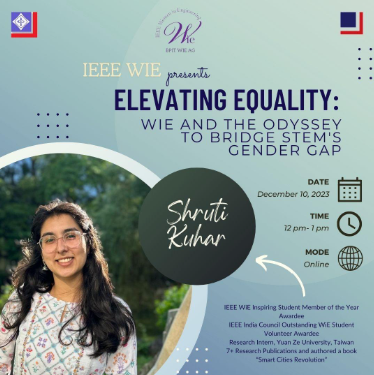 Wie
IEEE WIE presents
ELEVATING EQUALITY:
WIE AND THE ODYSSEY
TO BRIDGE STEM'S
GENDER GAP
Shruti
Kuhar
DATE
December 10, 2023
TIME
12 pm- 1 pm
MODE
Online
IEEE WIE Inspiring Student Member of the Year
Awardee
IEEE India Council Outstanding WIE Student
Volunteer Awardee
Research Intern, Yuan Ze University, Taiwan
7+ Research Publications and authored a book
"Smart Cities Revolution"